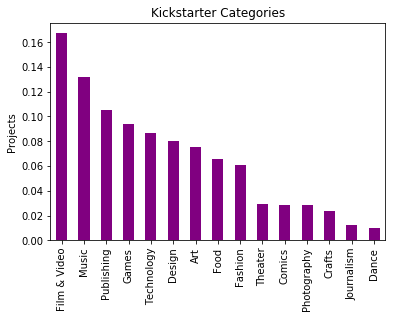 Kickstarter Categories
Projects
0.16
0.14
0.12
0.10
0.08
0.06
0.04
0.02
0.00
Film & Video
Music
Publishing
Games
Technology
Design
Art
Food
Fashion
Theater
Comics
Photography
Crafts
Journalism
Dance